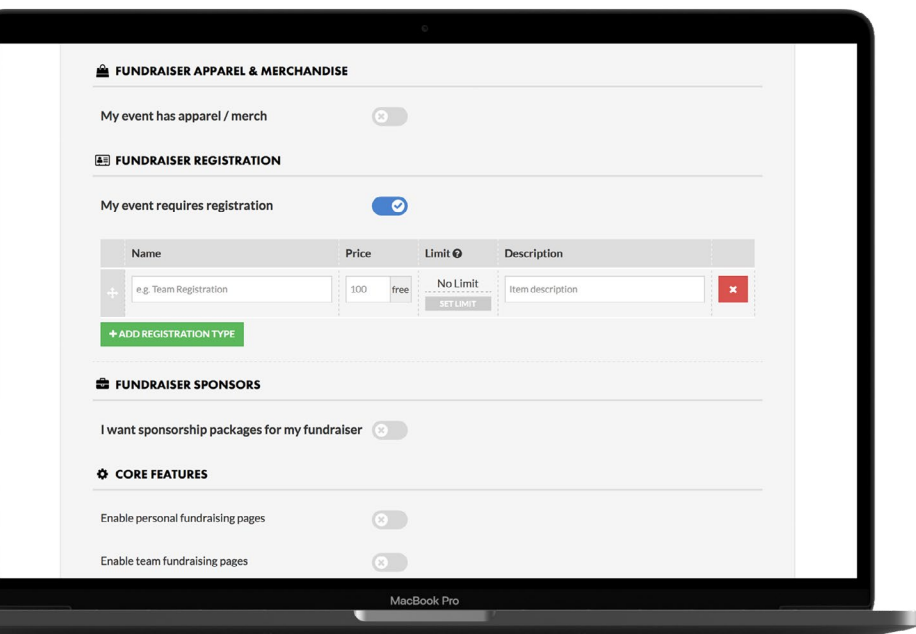 FUNDRAISER APPAREL & MERCHANDISE
My event has apparel / merch
FUNDRAISER REGISTRATION
My event requires registration
Name Price Limit Description
e.g. Team Registration 100 free No Limit Item description
SET LIMIT
+ ADD REGISTRATION TYPE
FUNDRAISER SPONSORS
I want sponsorship packages for my fundraiser
CORE FEATURES
Enable personal fundraising pages
Enable team fundraising pages
MacBook Pro